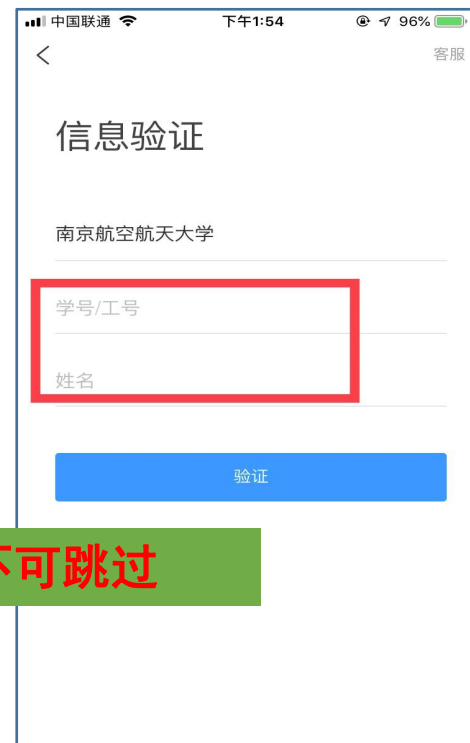 中国联通 下午1:54 96%
客服
信息验证
南京航空航天大学
学号/工号
姓名
验证
不可跳过